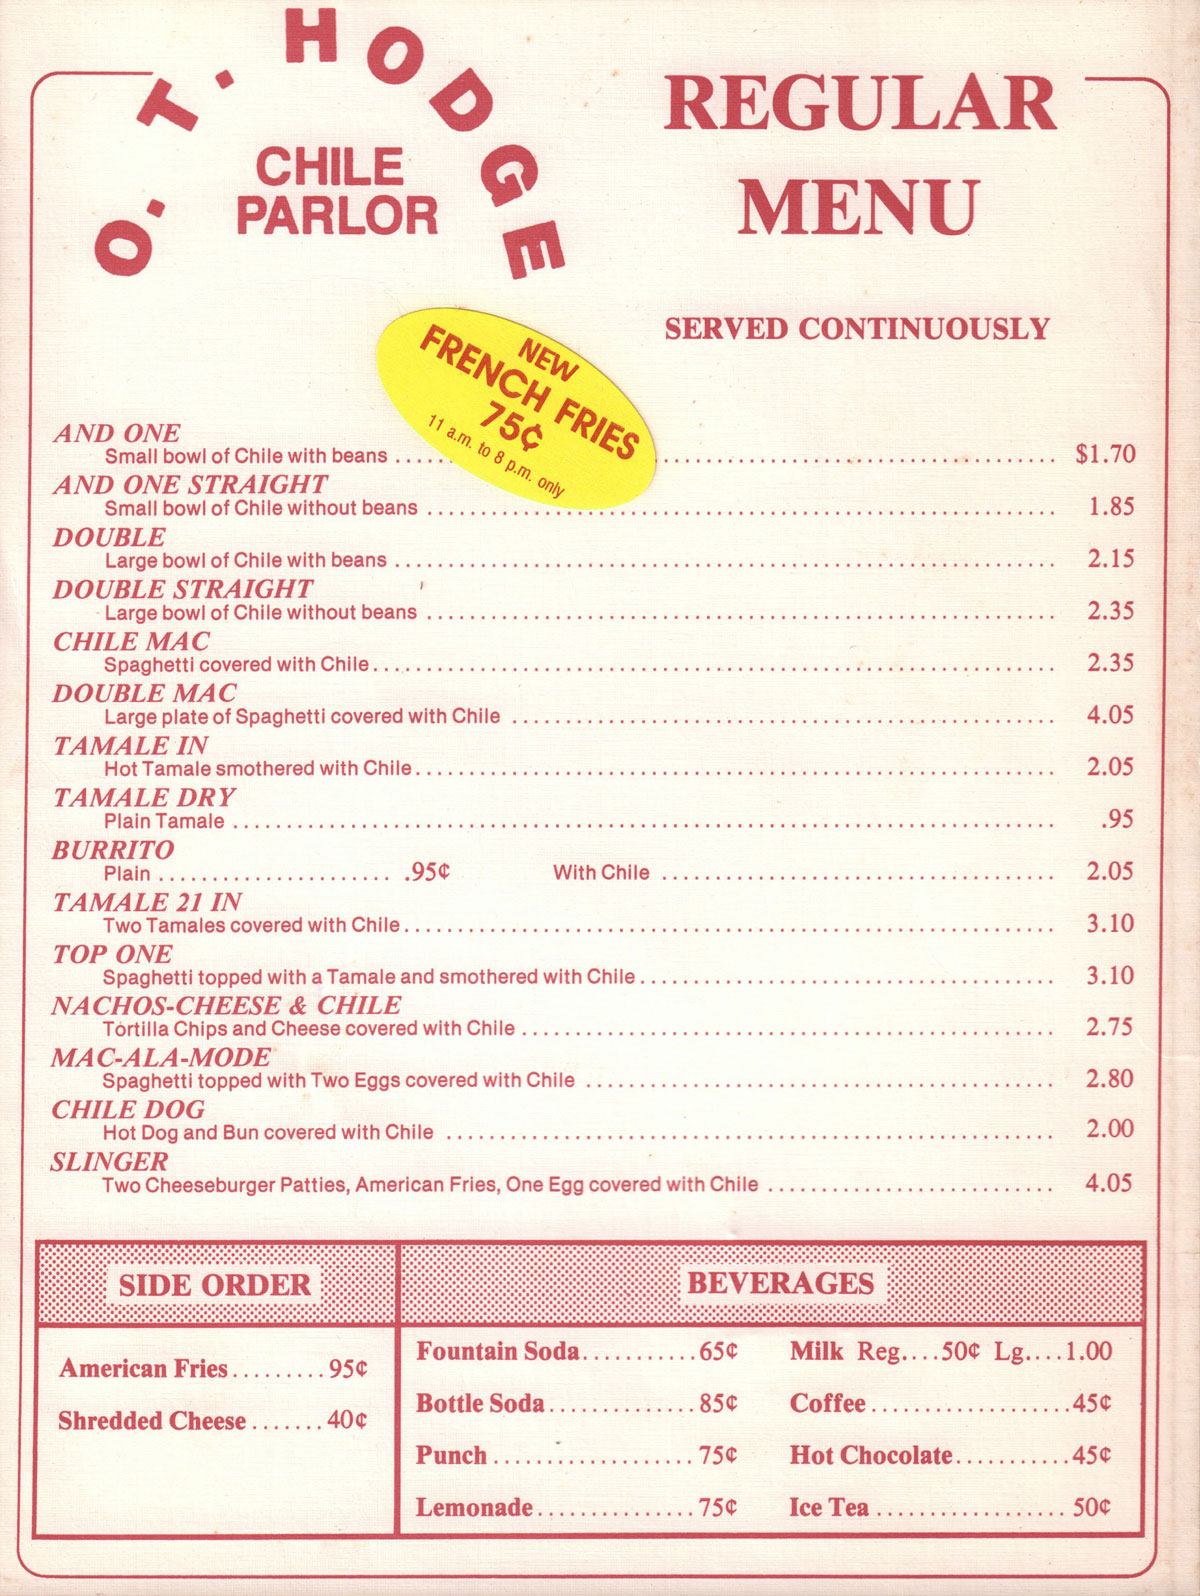 O. T. HODGE
CHILE
PARLOR
REGULAR
MENU
SERVED CONTINUOUSLY
NEW
FRENCH FRIES
75¢
11 a.m. to 8 p.m. only
AND ONE
Small bowl of Chile with beans ..... $1.70
AND ONE STRAIGHT
Small bowl of Chile without beans ..... 1.85
DOUBLE
Large bowl of Chile with beans ..... 2.15
DOUBLE STRAIGHT
Large bowl of Chile without beans ..... 2.35
CHILE MAC
Spaghetti covered with Chile ..... 2.35
DOUBLE MAC
Large plate of Spaghetti covered with Chile ..... 4.05
TAMALE IN
Hot Tamale smothered with Chile ..... 2.05
TAMALE DRY
Plain Tamale ..... .95
BURRITO
Plain ..... .95¢ With Chile ..... 2.05
TAMALE 21 IN
Two Tamales covered with Chile ..... 3.10
TOP ONE
Spaghetti topped with a Tamale and smothered with Chile ..... 3.10
NACHOS-CHEESE & CHILE
Tortilla Chips and Cheese covered with Chile ..... 2.75
MAC-ALA-MODE
Spaghetti topped with Two Eggs covered with Chile ..... 2.80
CHILE DOG
Hot Dog and Bun covered with Chile ..... 2.00
SLINGER
Two Cheeseburger Patties, American Fries, One Egg covered with Chile ..... 4.05
SIDE ORDER
American Fries ..... 95¢
Shredded Cheese ..... 40¢
BEVERAGES
Fountain Soda ..... 65¢
Bottle Soda ..... 85¢
Punch ..... 75¢
Lemonade ..... 75¢
Milk Reg....50¢ Lg....1.00
Coffee ..... 45¢
Hot Chocolate ..... 45¢
Ice Tea ..... 50¢